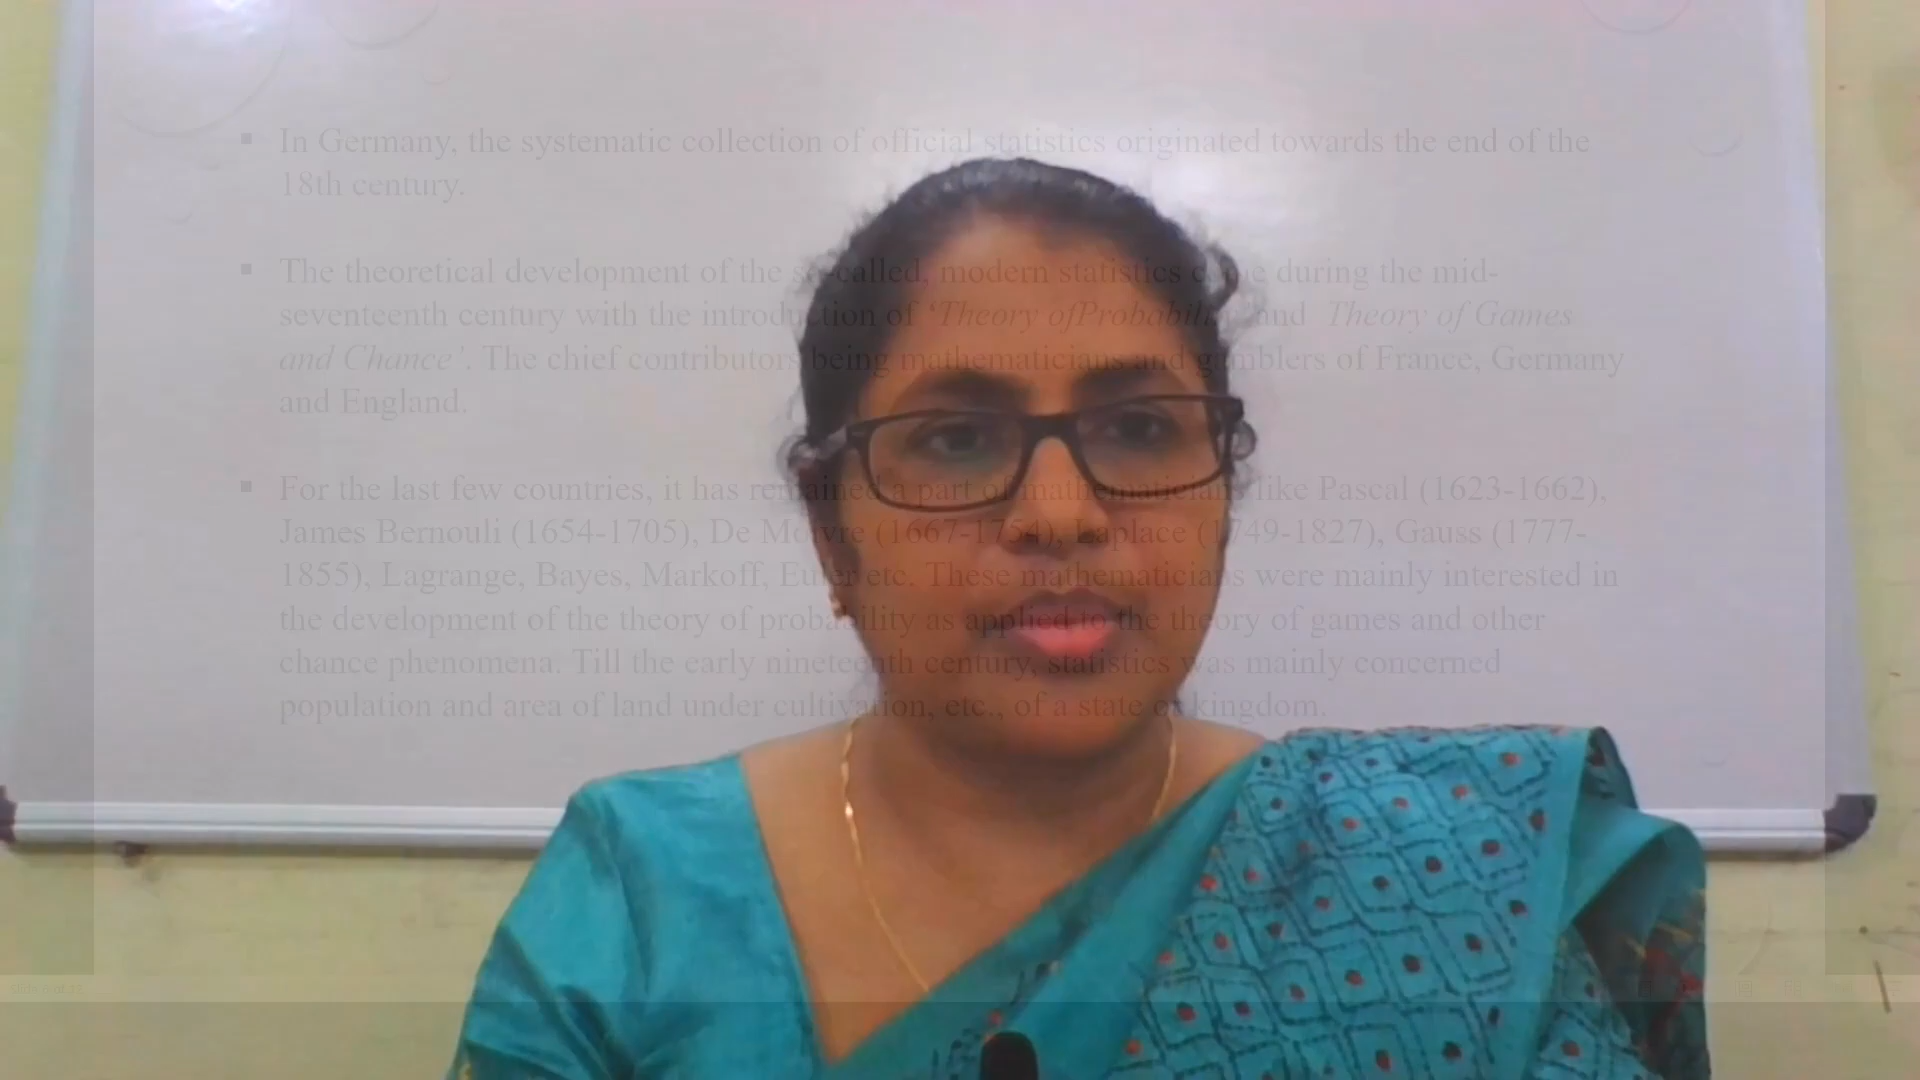 ▪ In Germany, the systematic collection of official statistics originated towards the end of the
18th century.
▪ The theoretical development of the so-called, modern statistics came during the mid-
seventeenth century with the introduction of ‘Theory ofProbability’ and Theory of Games
and Chance’. The chief contributors being mathematicians and gamblers of France, Germany
and England.
▪ For the last few countries, it has remained a part of mathematicians like Pascal (1623-1662),
James Bernouli (1654-1705), De Moivre (1667-1754), Laplace (1749-1827), Gauss (1777-
1855), Lagrange, Bayes, Markoff, Euler etc. These mathematicians were mainly interested in
the development of the theory of probability as applied to the theory of games and other
chance phenomena. Till the early nineteenth century, statistics was mainly concerned
population and area of land under cultivation, etc., of a state or kingdom.